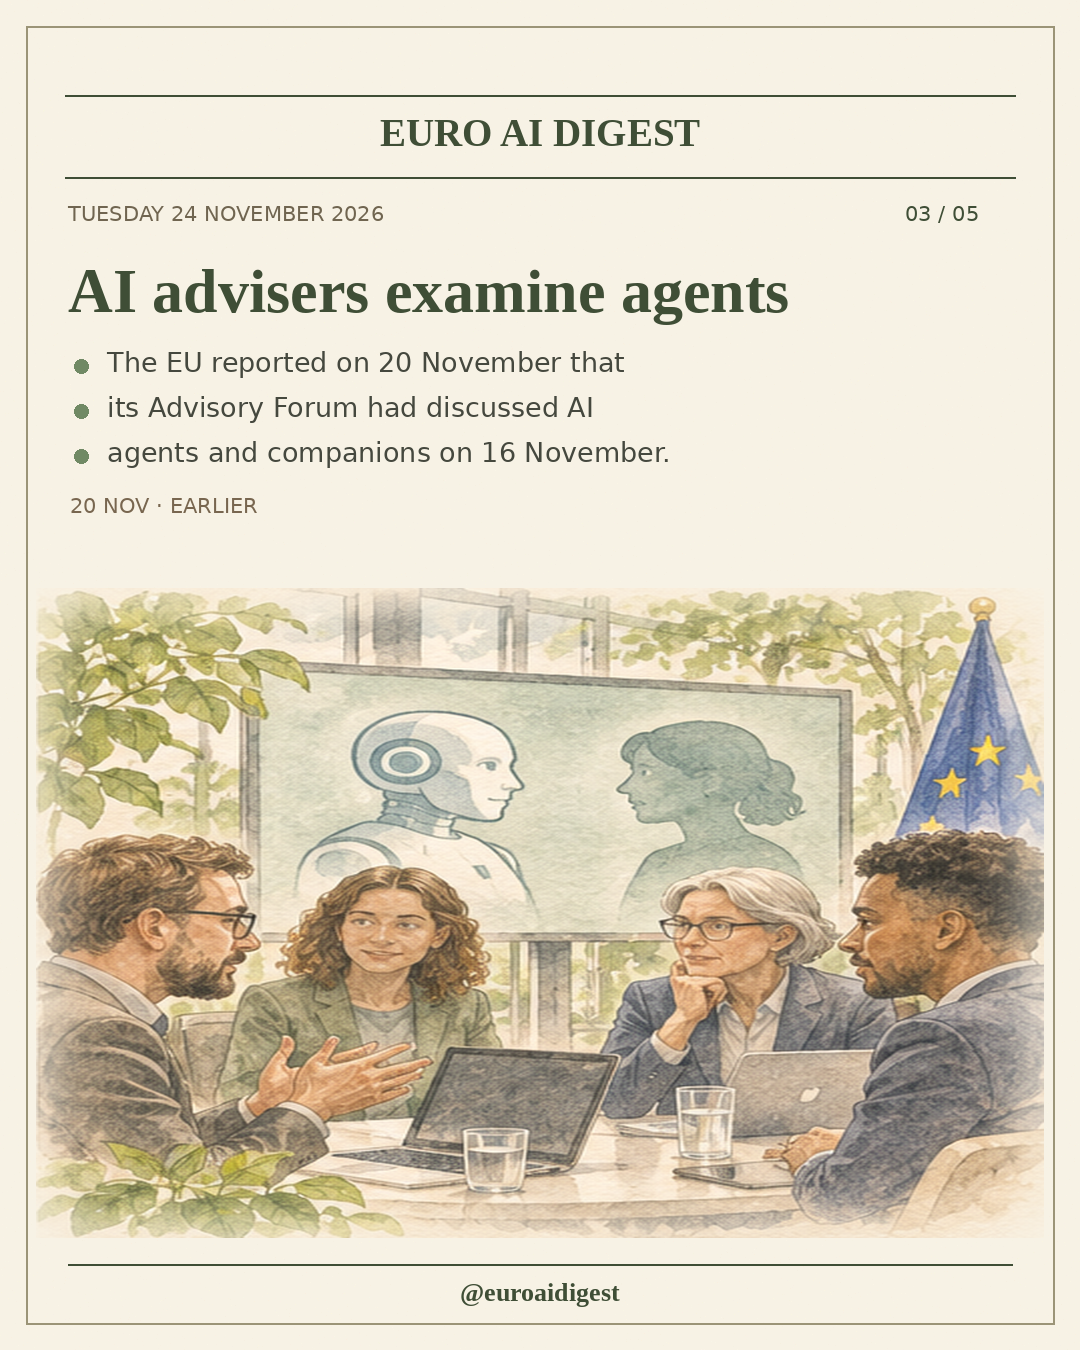 EURO AI DIGEST
TUESDAY 24 NOVEMBER 2026
03 / 05
AI advisers examine agents
The EU reported on 20 November that
its Advisory Forum had discussed AI
agents and companions on 16 November.
20 NOV · EARLIER
@euroaidigest